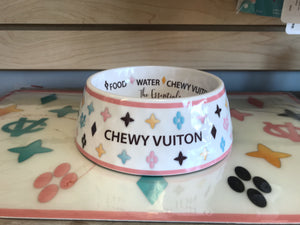 FOOD WATER CHEWY VUITON
The Essentials
CHEWY VUITON